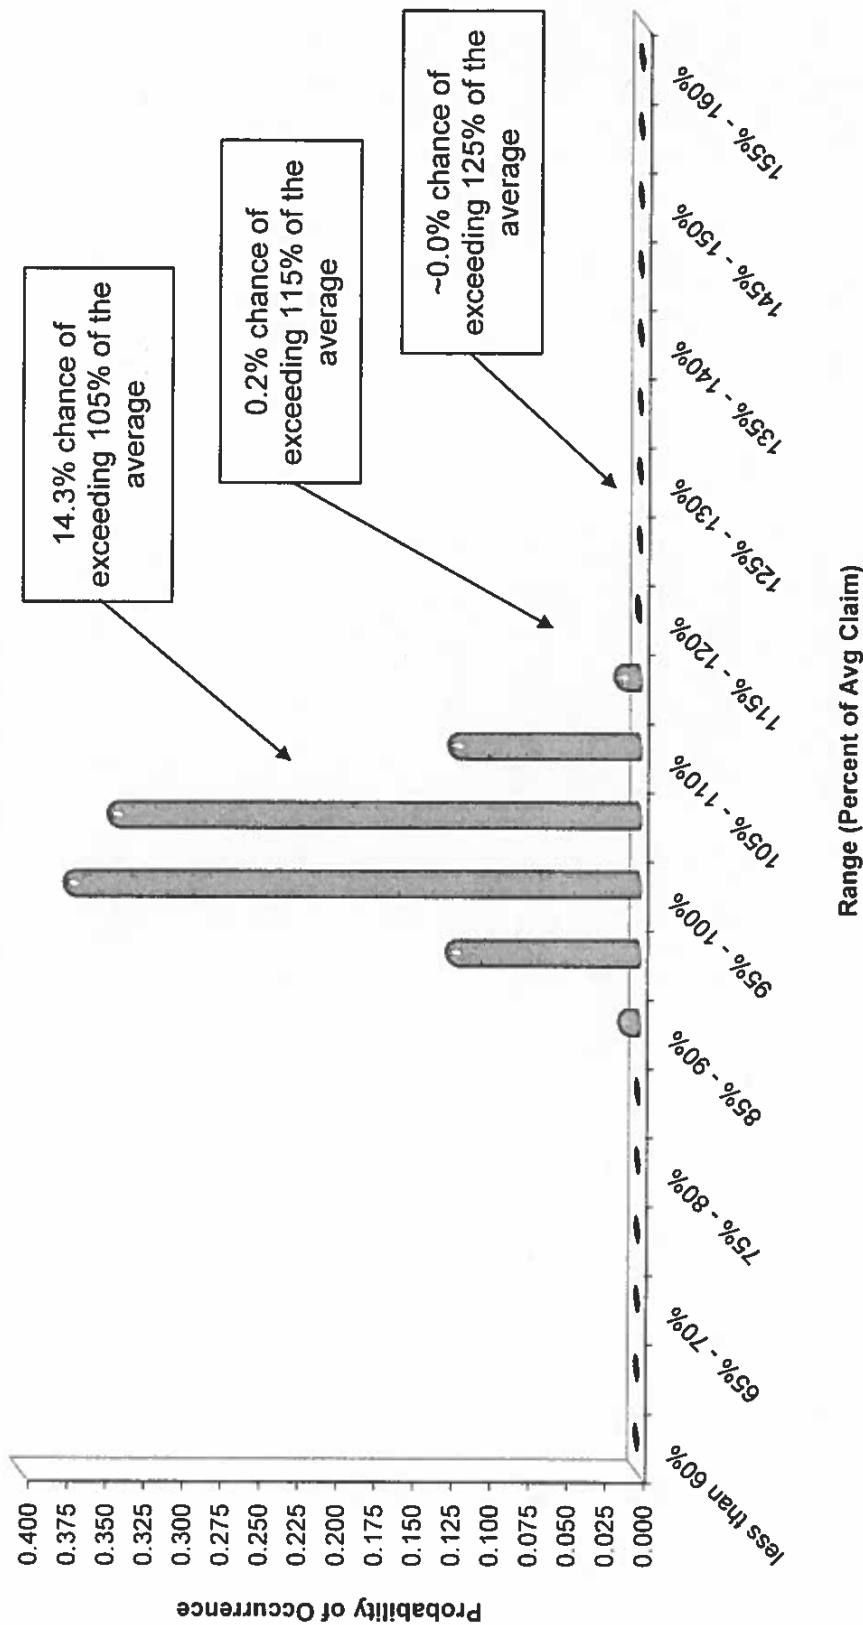 14.3% chance of
exceeding 105% of the
average
0.2% chance of
exceeding 115% of the
average
~0.0% chance of
exceeding 125% of the
average
Probability of Occurrence
0.400
0.375
0.350
0.325
0.300
0.275
0.250
0.225
0.200
0.175
0.150
0.125
0.100
0.075
0.050
0.025
0.000
less than 60%
65% - 70%
75% - 80%
85% - 90%
95% - 100%
105% - 110%
115% - 120%
125% - 130%
135% - 140%
145% - 150%
155% - 160%
Range (Percent of Avg Claim)